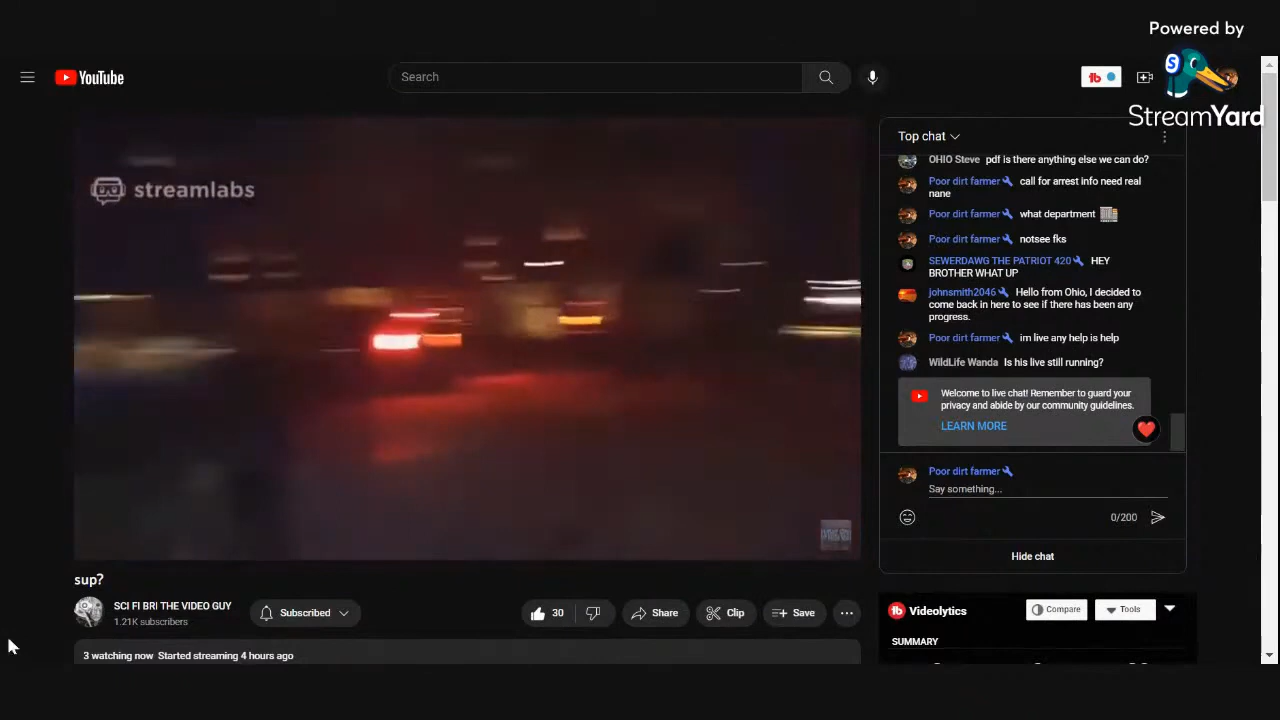 Powered by
StreamYard
YouTube
Search
streamlabs
Top chat
OHIO Steve pdf is there anything else we can do?
Poor dirt farmer call for arrest info need real
nane
Poor dirt farmer what department
Poor dirt farmer notsee fks
SEWERDAWG THE PATRIOT 420 HEY
BROTHER WHAT UP
johnsmith2046 Hello from Ohio, I decided to
come back in here to see if there has been any
progress.
Poor dirt farmer im live any help is help
WildLife Wanda Is his live still running?
Welcome to live chat! Remember to guard your
privacy and abide by our community guidelines.
LEARN MORE
Poor dirt farmer
Say something...
0/200
Hide chat
sup?
SCI FI BRI THE VIDEO GUY
1.21K subscribers
Subscribed
30
Share
Clip
Save
3 watching now Started streaming 4 hours ago
tb Videolytics
Compare
Tools
SUMMARY